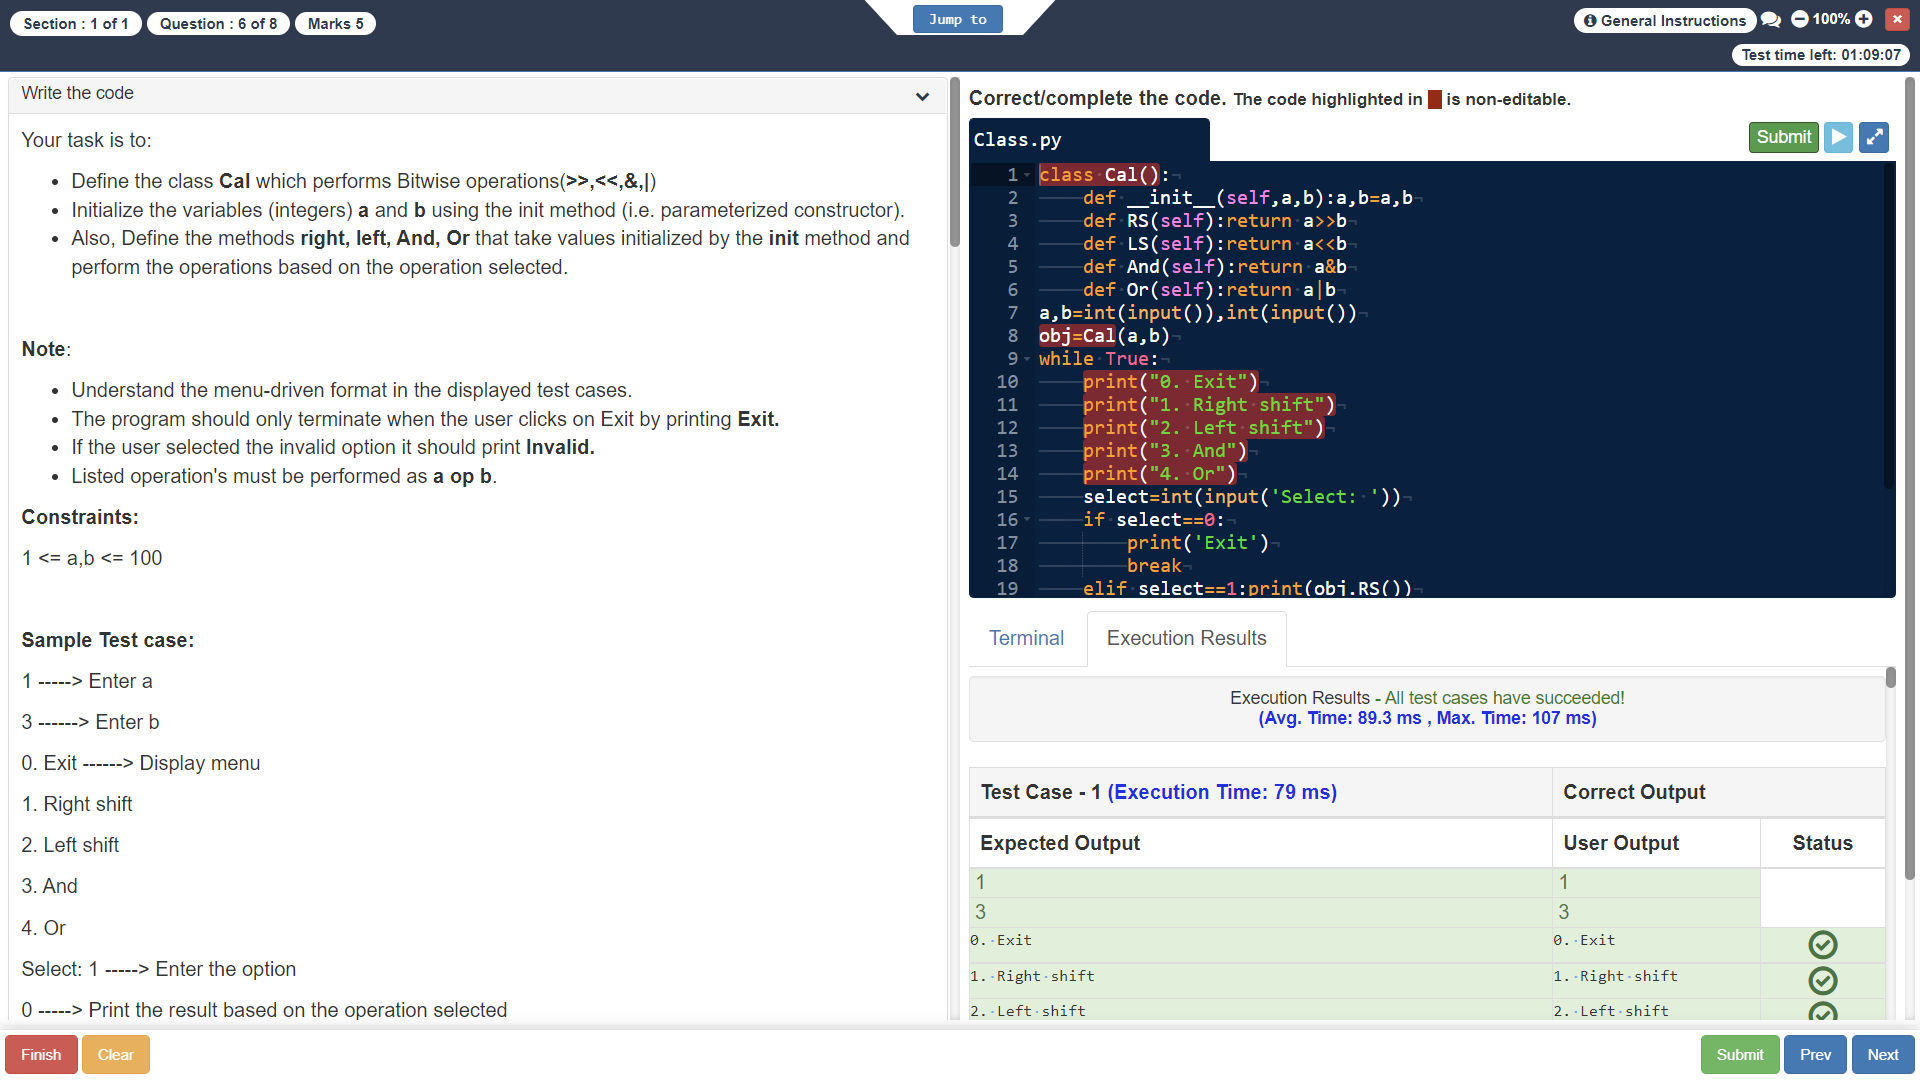 Section : 1 of 1
Question : 6 of 8
Marks 5
Jump to
General Instructions
100%
Test time left: 01:09:07
Write the code
Your task is to:
• Define the class Cal which performs Bitwise operations(>>,<<,&,|)
• Initialize the variables (integers) a and b using the init method (i.e. parameterized constructor).
• Also, Define the methods right, left, And, Or that take values initialized by the init method and
perform the operations based on the operation selected.
Note:
• Understand the menu-driven format in the displayed test cases.
• The program should only terminate when the user clicks on Exit by printing Exit.
• If the user selected the invalid option it should print Invalid.
• Listed operation's must be performed as a op b.
Constraints:
1 <= a,b <= 100
Sample Test case:
1 -----> Enter a
3 ------> Enter b
0. Exit ------> Display menu
1. Right shift
2. Left shift
3. And
4. Or
Select: 1 -----> Enter the option
0 -----> Print the result based on the operation selected
Correct/complete the code. The code highlighted in is non-editable.
Class.py
Submit
1 class Cal():
2 def __init__(self,a,b):a,b=a,b
3 def RS(self):return a>>b
4 def LS(self):return a<<b
5 def And(self):return a&b
6 def Or(self):return a|b
7 a,b=int(input()),int(input())
8 obj=Cal(a,b)
9 while True:
10 print("0. Exit")
11 print("1. Right shift")
12 print("2. Left shift")
13 print("3. And")
14 print("4. Or")
15 select=int(input('Select: '))
16 if select==0:
17 print('Exit')
18 break
19 elif select==1:print(obj.RS())
Terminal
Execution Results
Execution Results - All test cases have succeeded!
(Avg. Time: 89.3 ms , Max. Time: 107 ms)
Test Case - 1 (Execution Time: 79 ms)
Correct Output
Expected Output
User Output
Status
1
1
3
3
0. Exit
0. Exit
1. Right shift
1. Right shift
2. Left shift
2. Left shift
Finish
Clear
Submit
Prev
Next